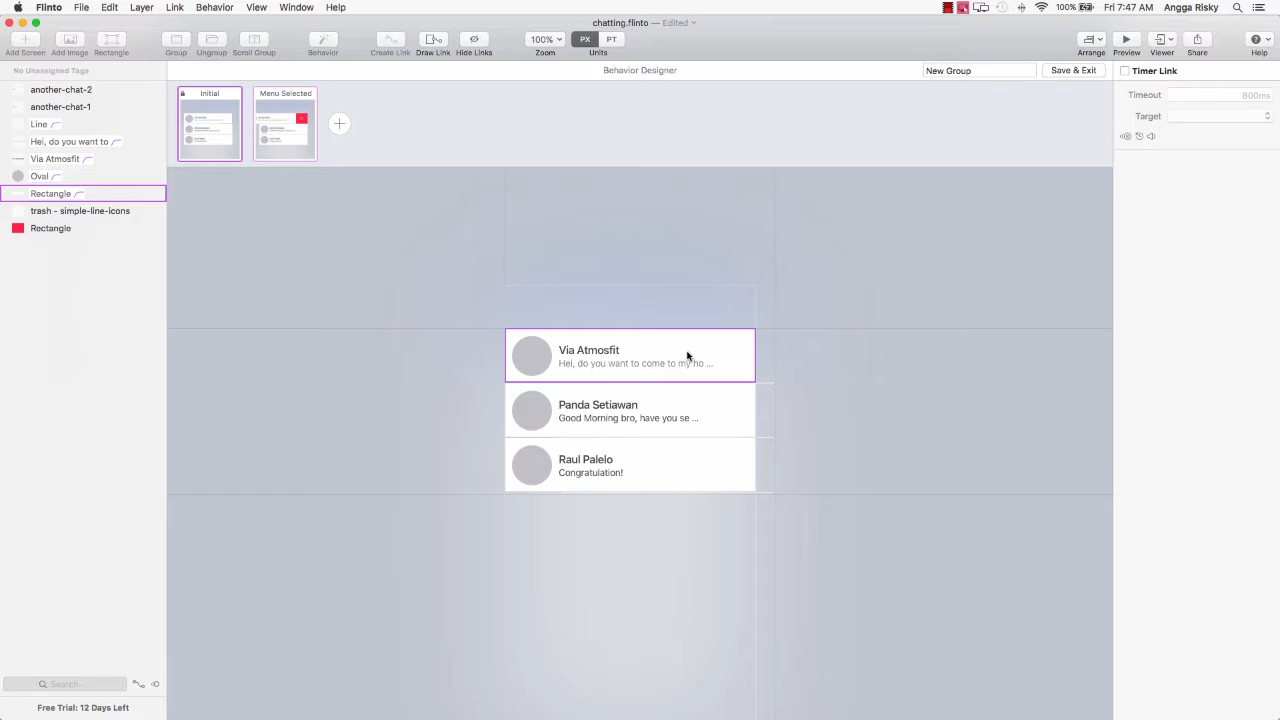 Flinto File Edit Layer Link Behavior View Window Help 100% Wed 7:47 AM Angga Risky
chatting.flinto — Edited
Add Screen Add Image Rectangle Group Ungroup Scroll Group Behavior Create Link Draw Link Hide Links 100% Zoom PX PT Units Arrange Preview Viewer Share Help
No Unassigned Tags
Behavior Designer
New Group
Save & Exit
Timer Link
another-chat-2
another-chat-1
Line
Hei, do you want to
Via Atmosfit
Oval
Rectangle
trash - simple-line-icons
Rectangle
Initial
Menu Selected
Timeout 800ms
Target
Via Atmosfit
Hei, do you want to come to my ho ...
Panda Setiawan
Good Morning bro, have you se ...
Raul Palelo
Congratulation!
Search...
Free Trial: 12 Days Left